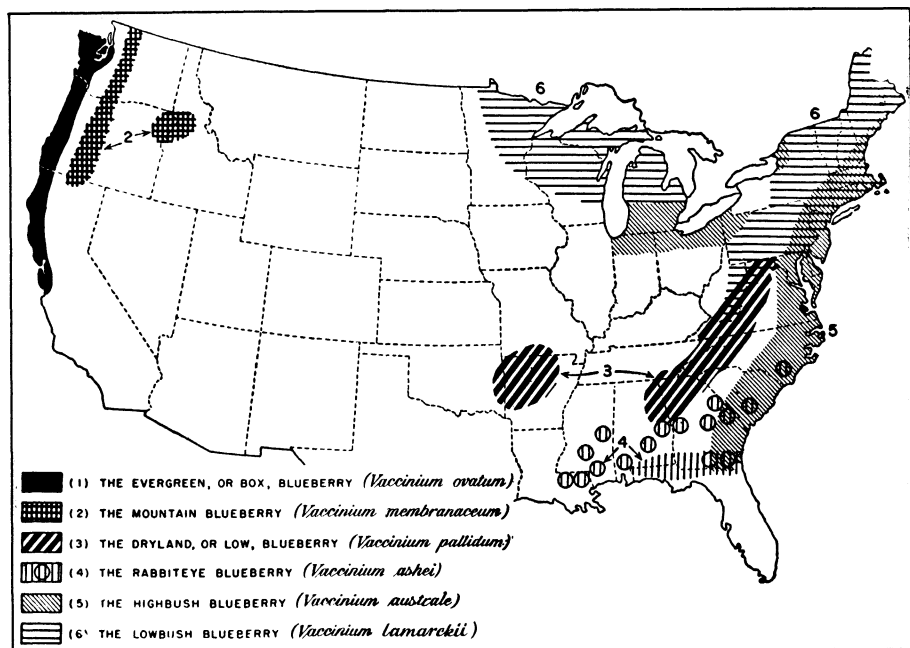 6
6
2
5
3
4
(1) THE EVERGREEN, OR BOX, BLUEBERRY (Vaccinium ovatum)
(2) THE MOUNTAIN BLUEBERRY (Vaccinium membranaceum)
(3) THE DRYLAND, OR LOW, BLUEBERRY (Vaccinium pallidum)
(4) THE RABBITEYE BLUEBERRY (Vaccinium ashei)
(5) THE HIGHBUSH BLUEBERRY (Vaccinium australe)
(6) THE LOWBUSH BLUEBERRY (Vaccinium lamarckii)